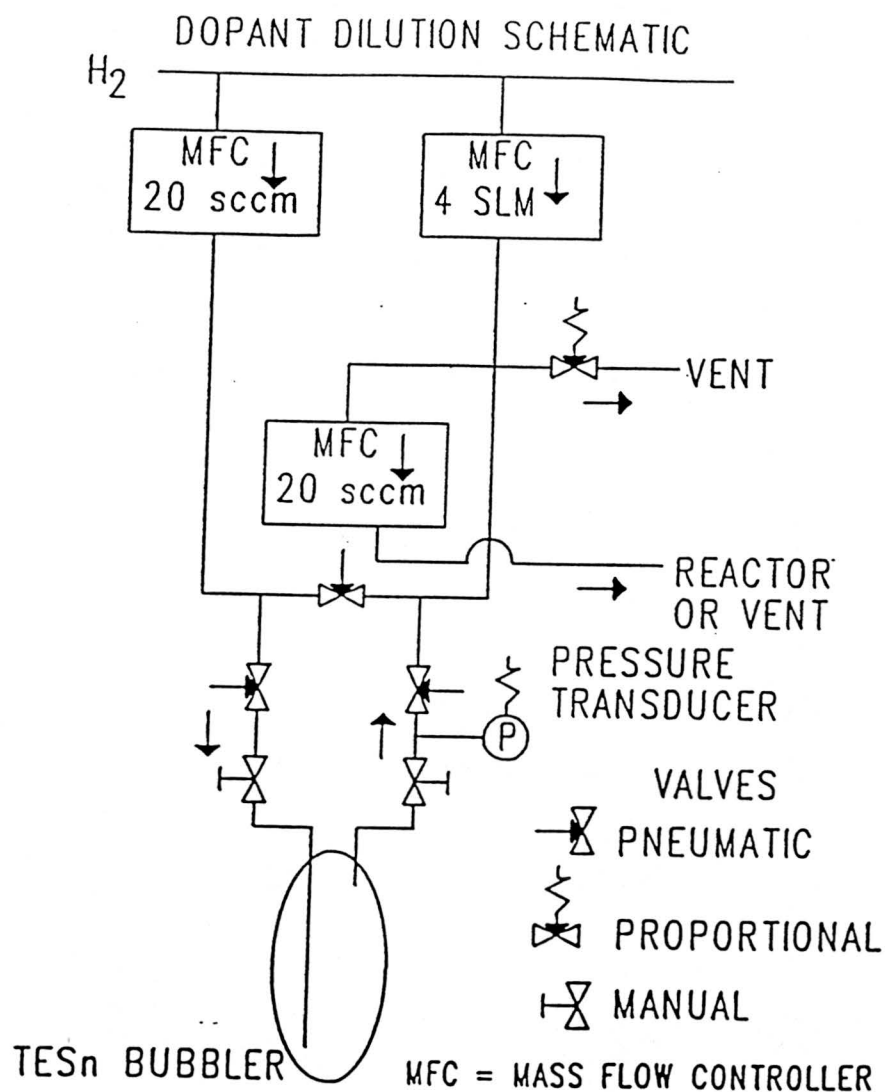 DOPANT DILUTION SCHEMATIC
H2
MFC
20 sccm
MFC
4 SLM
VENT
MFC
20 sccm
REACTOR
OR VENT
PRESSURE
TRANSDUCER
P
VALVES
PNEUMATIC
PROPORTIONAL
MANUAL
TESn BUBBLER
MFC = MASS FLOW CONTROLLER